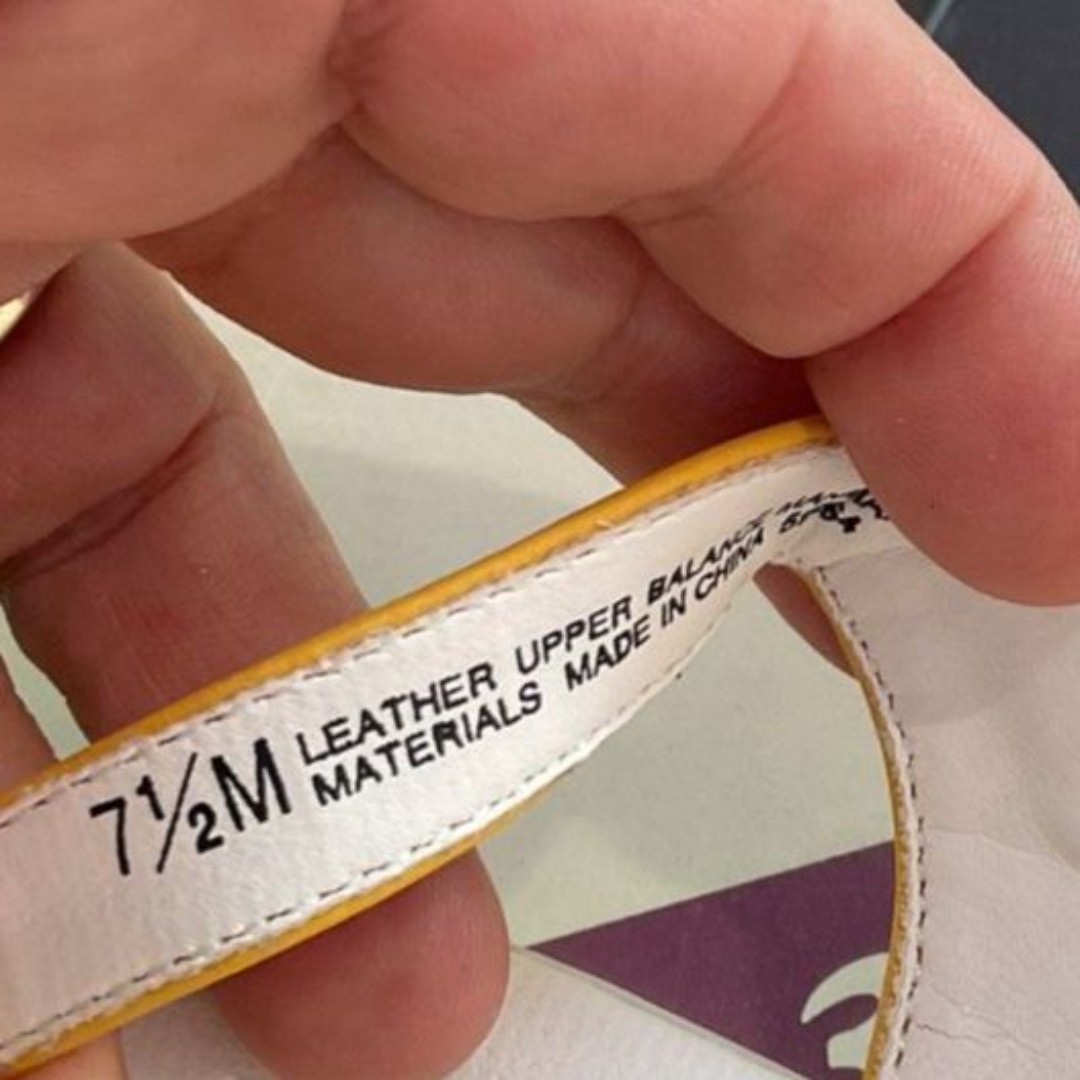 7½M
LEATHER UPPER BALANCE
MATERIALS MADE IN CHINA